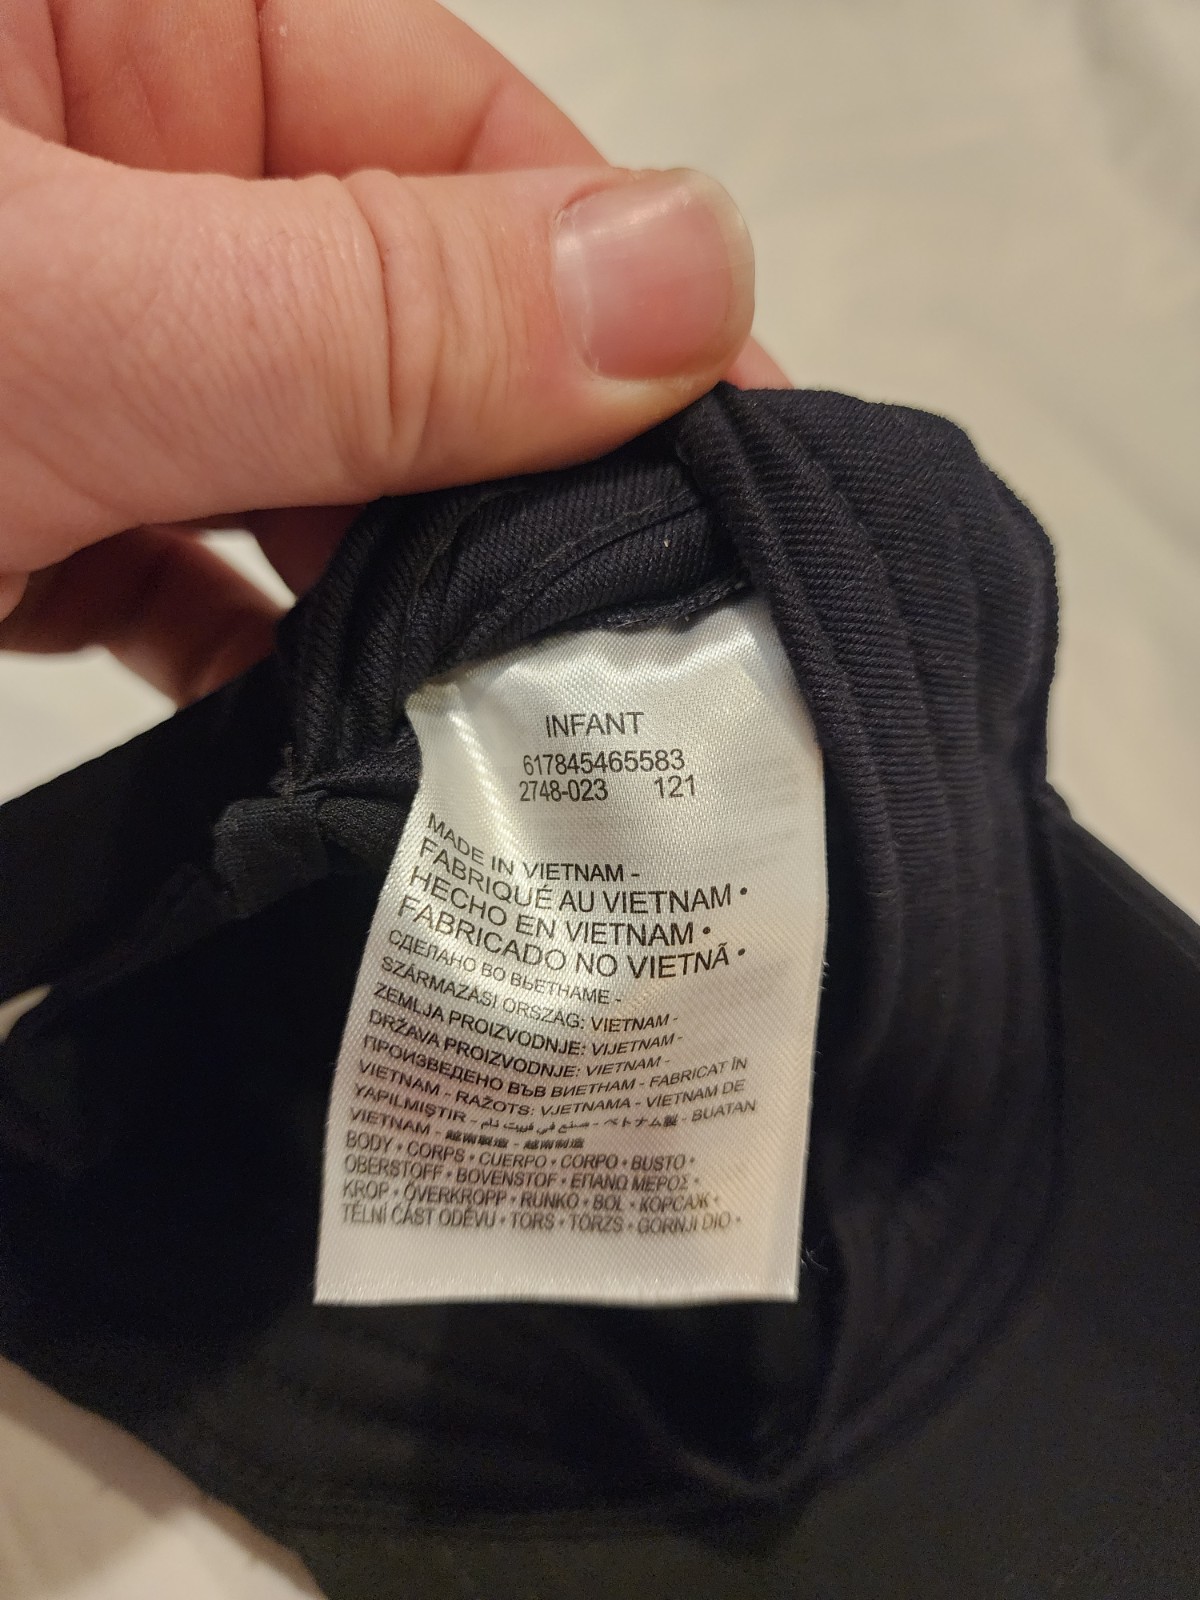 INFANT
617845465583
2748-023 121
MADE IN VIETNAM -
FABRIQUÉ AU VIETNAM •
HECHO EN VIETNAM •
FABRICADO NO VIETNÃ •
СДЕЛАНО ВО ВЬЕТНАМЕ -
SZÁRMAZÁSI ORSZÁG: VIETNAM -
ZEMLJA PROIZVODNJE: VIJETNAM -
DRŽAVA PROIZVODNJE: VIETNAM -
ПРОИЗВЕДЕНО ВЪВ ВИЕТНАМ - FABRICAT ÎN
VIETNAM - RAŽOTS: VJETNAMA - VIETNAM DE
YAPILMIŞTIR - صنع في فييت نام - ベトナム製 - BUATAN
VIETNAM - 越南製造 - 越南制造
BODY • CORPS • CUERPO • CORPO • BUSTO •
OBERSTOFF • BOVENSTOF • ΕΠΑΝΩ ΜΕΡΟΣ •
KROP • ÖVERKROPP • RUNKO • BOL • КОРСАЖ •
TĚLNÍ ČÁST ODĚVU • TORS • TÖRZS • GORNJI DIO •